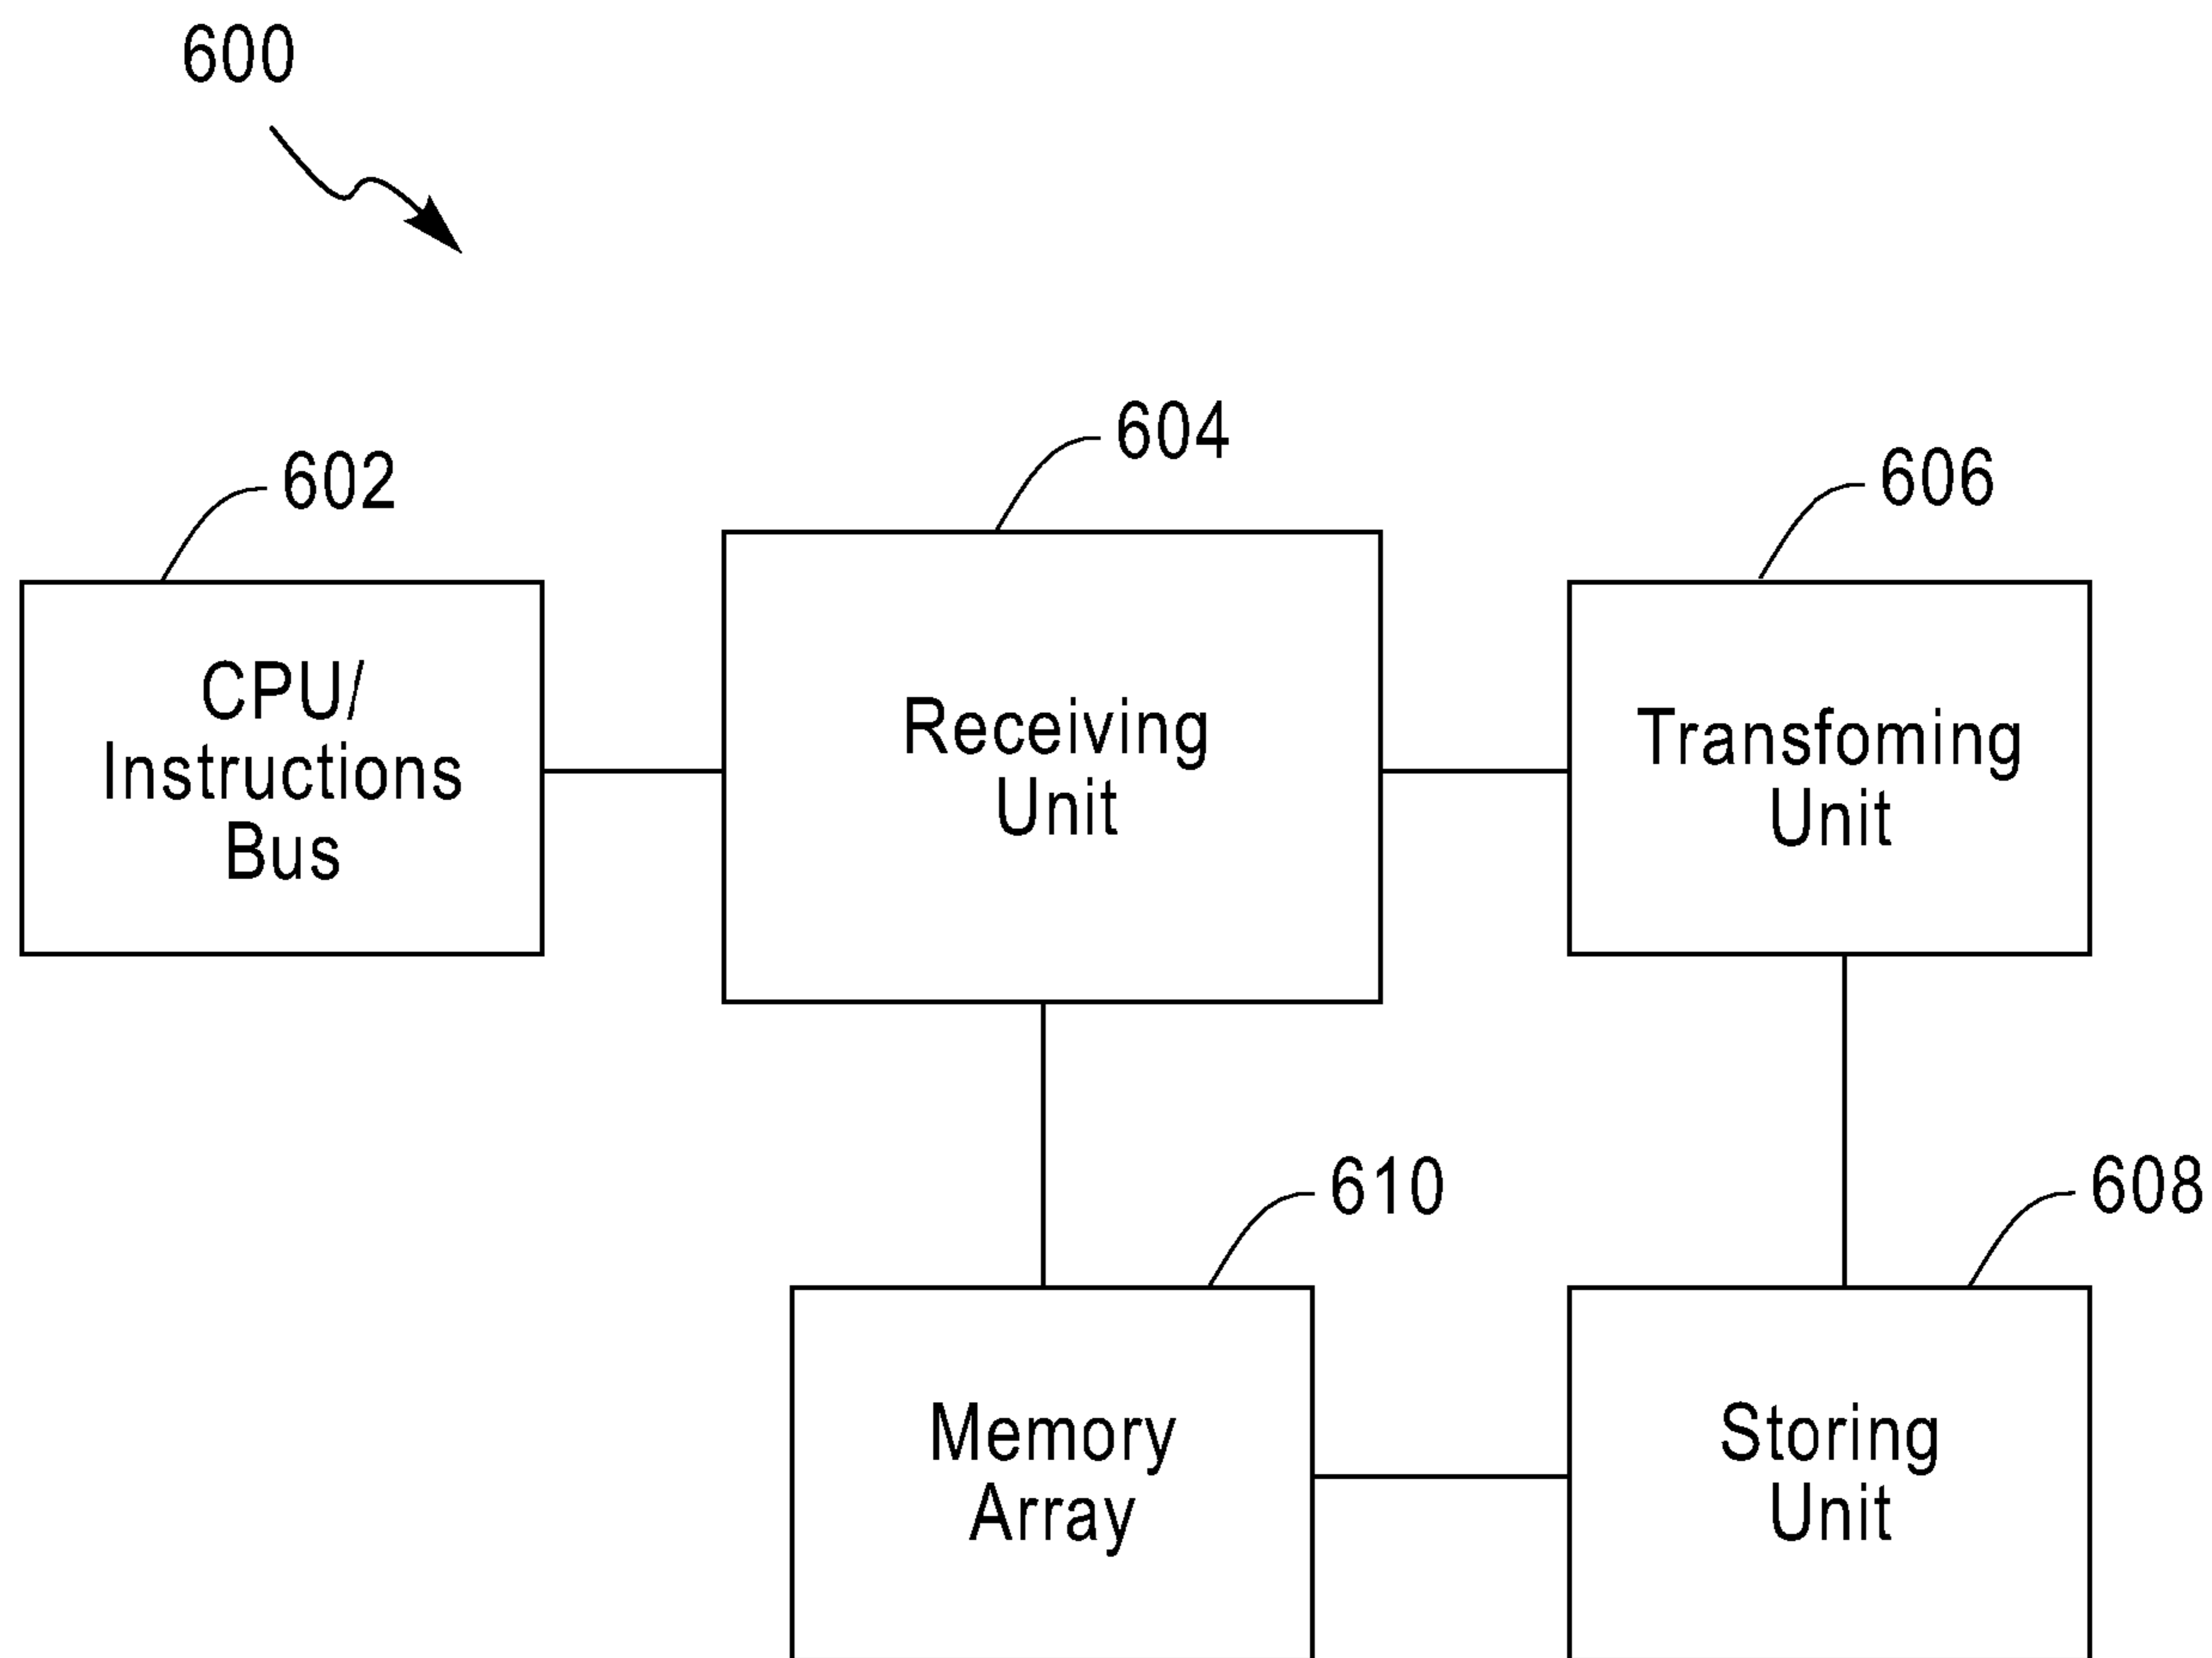 600
602
604
606
CPU/
Instructions
Bus
Receiving
Unit
Transfoming
Unit
610
608
Memory
Array
Storing
Unit